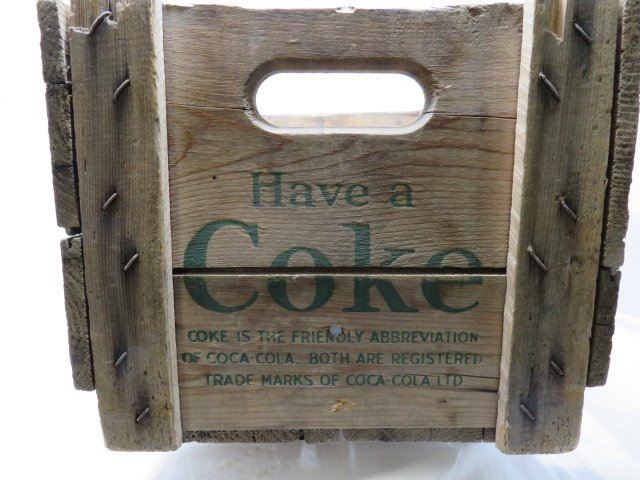 Have a
Coke
COKE IS THE FRIENDLY ABBREVIATION
OF COCA-COLA. BOTH ARE REGISTERED
TRADE MARKS OF COCA-COLA LTD